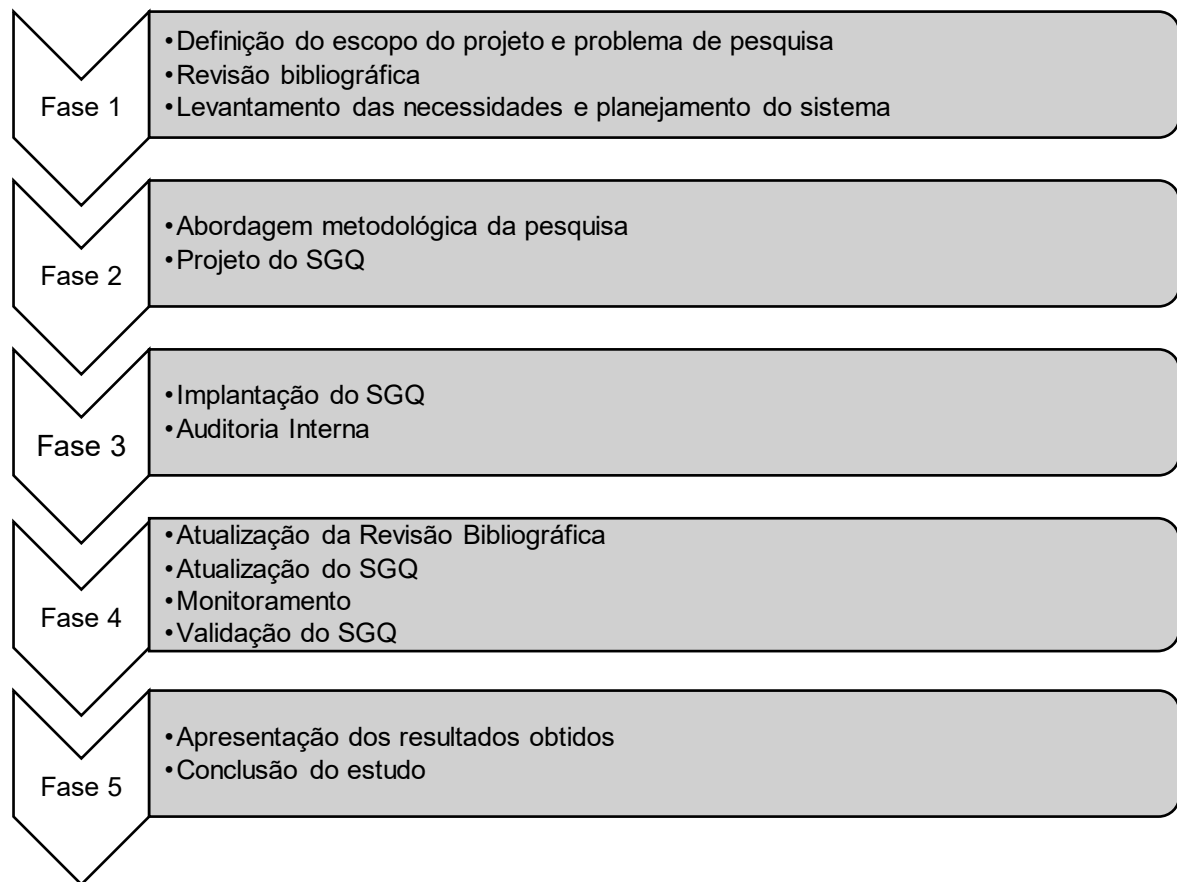 •Definição do escopo do projeto e problema de pesquisa
•Revisão bibliográfica
Fase 1
•Levantamento das necessidades e planejamento do sistema
•Abordagem metodológica da pesquisa
Fase 2
•Projeto do SGQ
•Implantação do SGQ
Fase 3
•Auditoria Interna
•Atualização da Revisão Bibliográfica
•Atualização do SGQ
•Monitoramento
Fase 4
•Validação do SGQ
•Apresentação dos resultados obtidos
Fase 5
•Conclusão do estudo